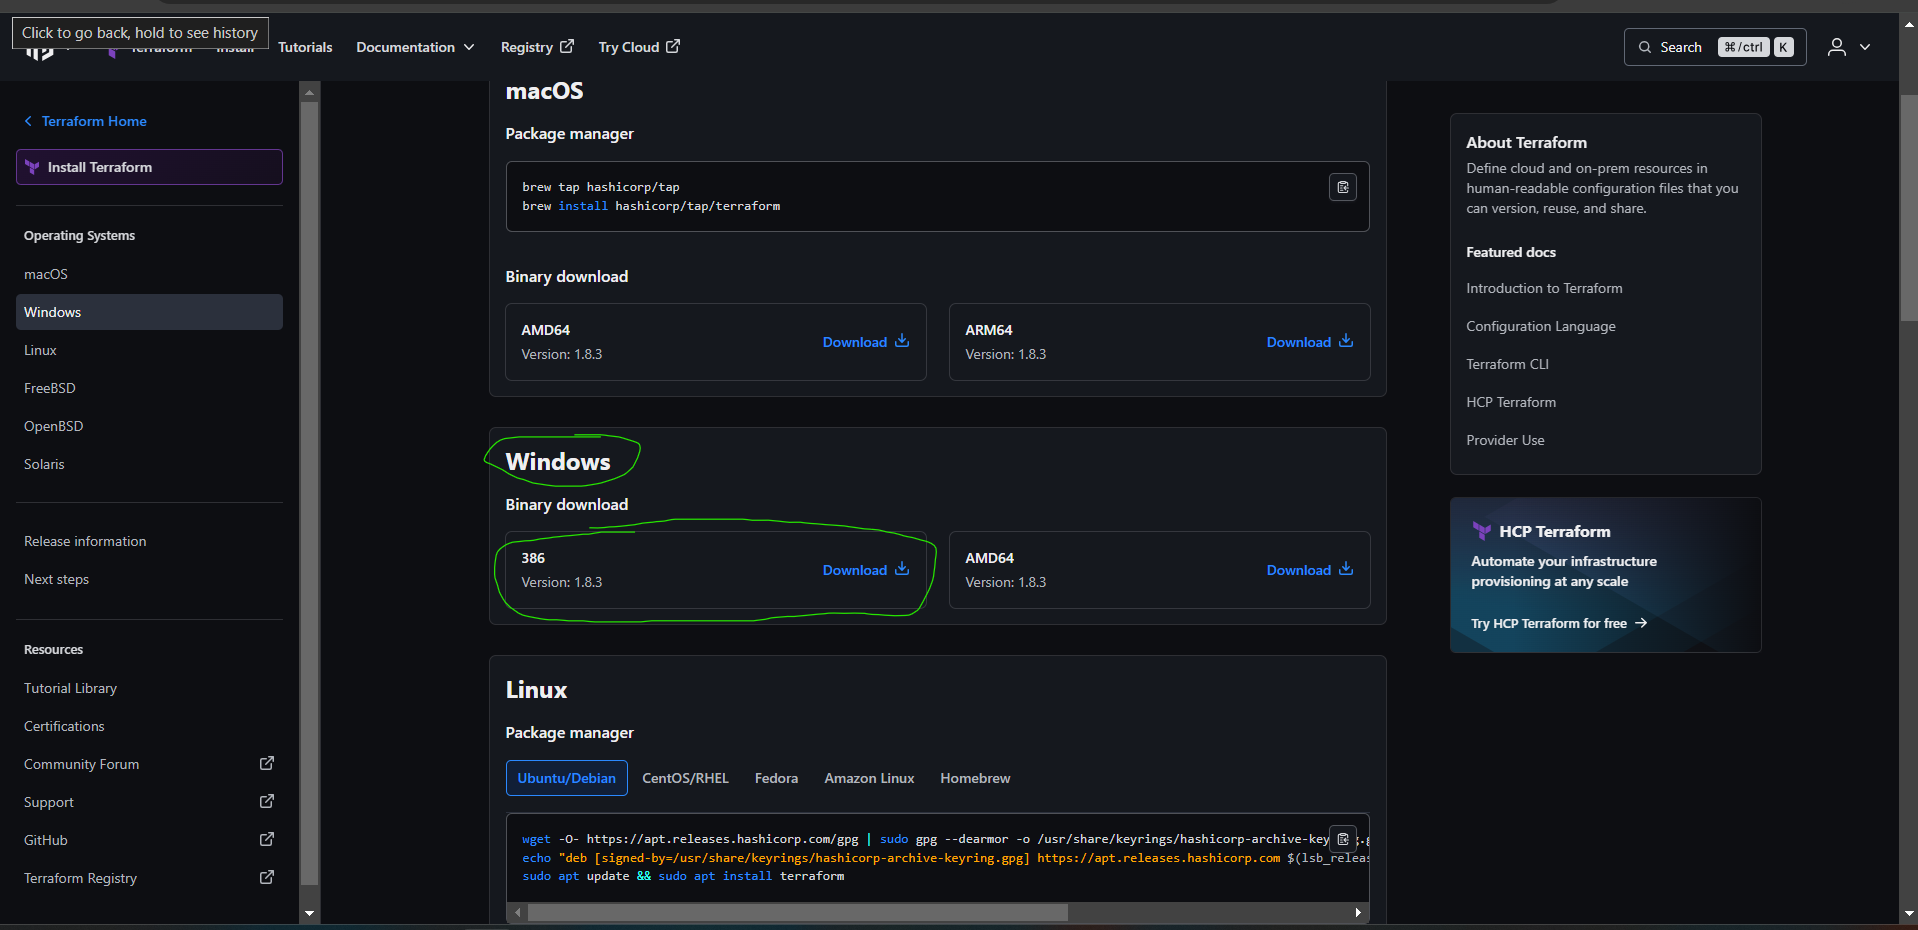 Click to go back, hold to see history
Terraform
Install
Tutorials
Documentation
Registry
Try Cloud
Search
⌘/ctrl
K
Terraform Home
Install Terraform
Operating Systems
macOS
Windows
Linux
FreeBSD
OpenBSD
Solaris
Release information
Next steps
Resources
Tutorial Library
Certifications
Community Forum
Support
GitHub
Terraform Registry
macOS
Package manager
brew tap hashicorp/tap
brew install hashicorp/tap/terraform
Binary download
AMD64
Version: 1.8.3
Download
ARM64
Version: 1.8.3
Download
Windows
Binary download
386
Version: 1.8.3
Download
AMD64
Version: 1.8.3
Download
Linux
Package manager
Ubuntu/Debian
CentOS/RHEL
Fedora
Amazon Linux
Homebrew
wget -O- https://apt.releases.hashicorp.com/gpg | sudo gpg --dearmor -o /usr/share/keyrings/hashicorp-archive-key
echo "deb [signed-by=/usr/share/keyrings/hashicorp-archive-keyring.gpg] https://apt.releases.hashicorp.com $(lsb_releas
sudo apt update && sudo apt install terraform
About Terraform
Define cloud and on-prem resources in
human-readable configuration files that you
can version, reuse, and share.
Featured docs
Introduction to Terraform
Configuration Language
Terraform CLI
HCP Terraform
Provider Use
HCP Terraform
Automate your infrastructure
provisioning at any scale
Try HCP Terraform for free →